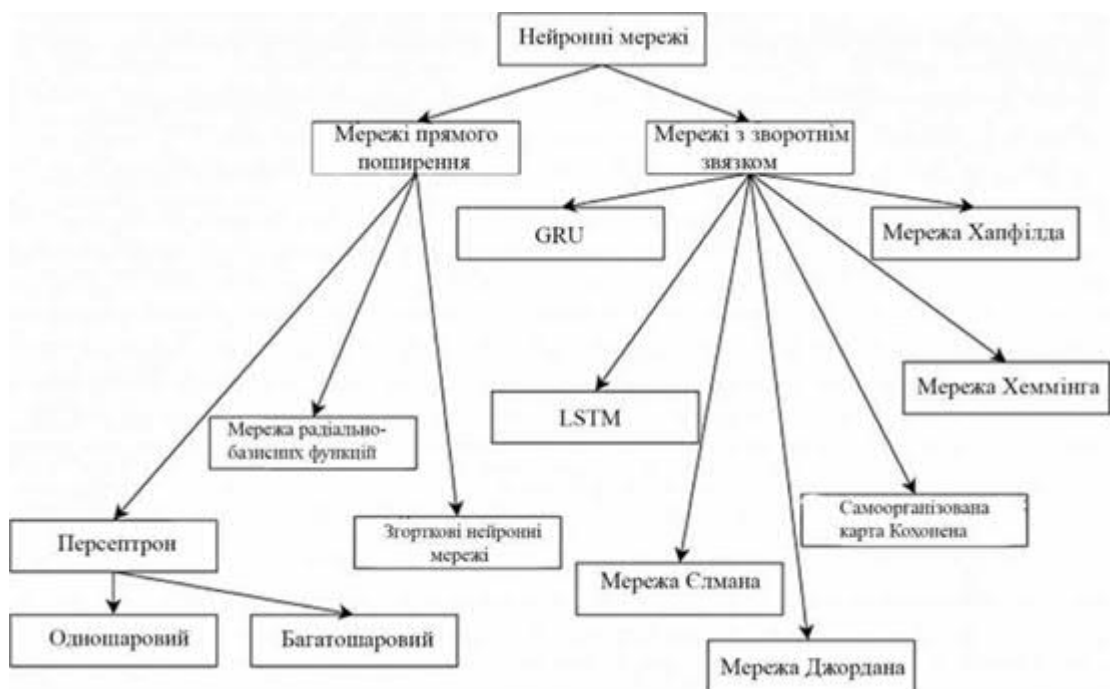 Нейронні мережі
Мережі прямого
поширення
Мережі з зворотнім
звязком
GRU
Мережа Хапфілда
Мережа Хеммінга
LSTM
Мережа радіально-
базисних функцій
Самоорганізована
карта Кохонена
Згорткові нейронні
мережі
Персептрон
Мережа Єлмана
Одношаровий
Багатошаровий
Мережа Джордана